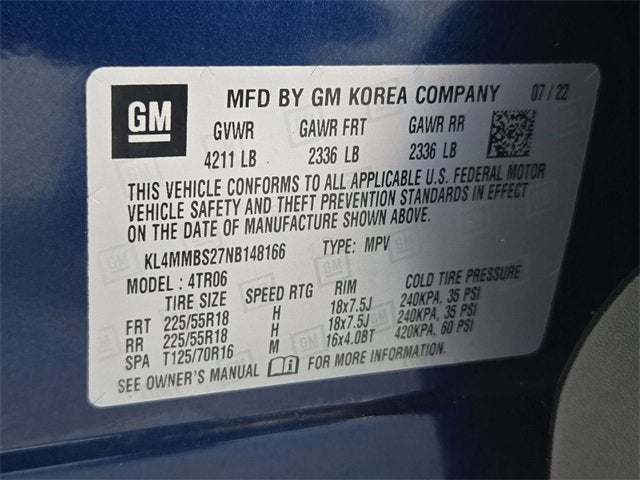 GM MFD BY GM KOREA COMPANY 07/22
GVWR GAWR FRT GAWR RR
4211 LB 2336 LB 2336 LB
THIS VEHICLE CONFORMS TO ALL APPLICABLE U.S. FEDERAL MOTOR
VEHICLE SAFETY AND THEFT PREVENTION STANDARDS IN EFFECT
ON THE DATE OF MANUFACTURE SHOWN ABOVE.
KL4MMBS27NB148166 TYPE: MPV
MODEL : 4TR06
TIRE SIZE SPEED RTG RIM COLD TIRE PRESSURE
FRT 225/55R18 H 18x7.5J 240KPA, 35 PSI
RR 225/55R18 H 18x7.5J 240KPA, 35 PSI
SPA T125/70R16 M 16x4.0BT 420KPA, 60 PSI
SEE OWNER'S MANUAL FOR MORE INFORMATION.